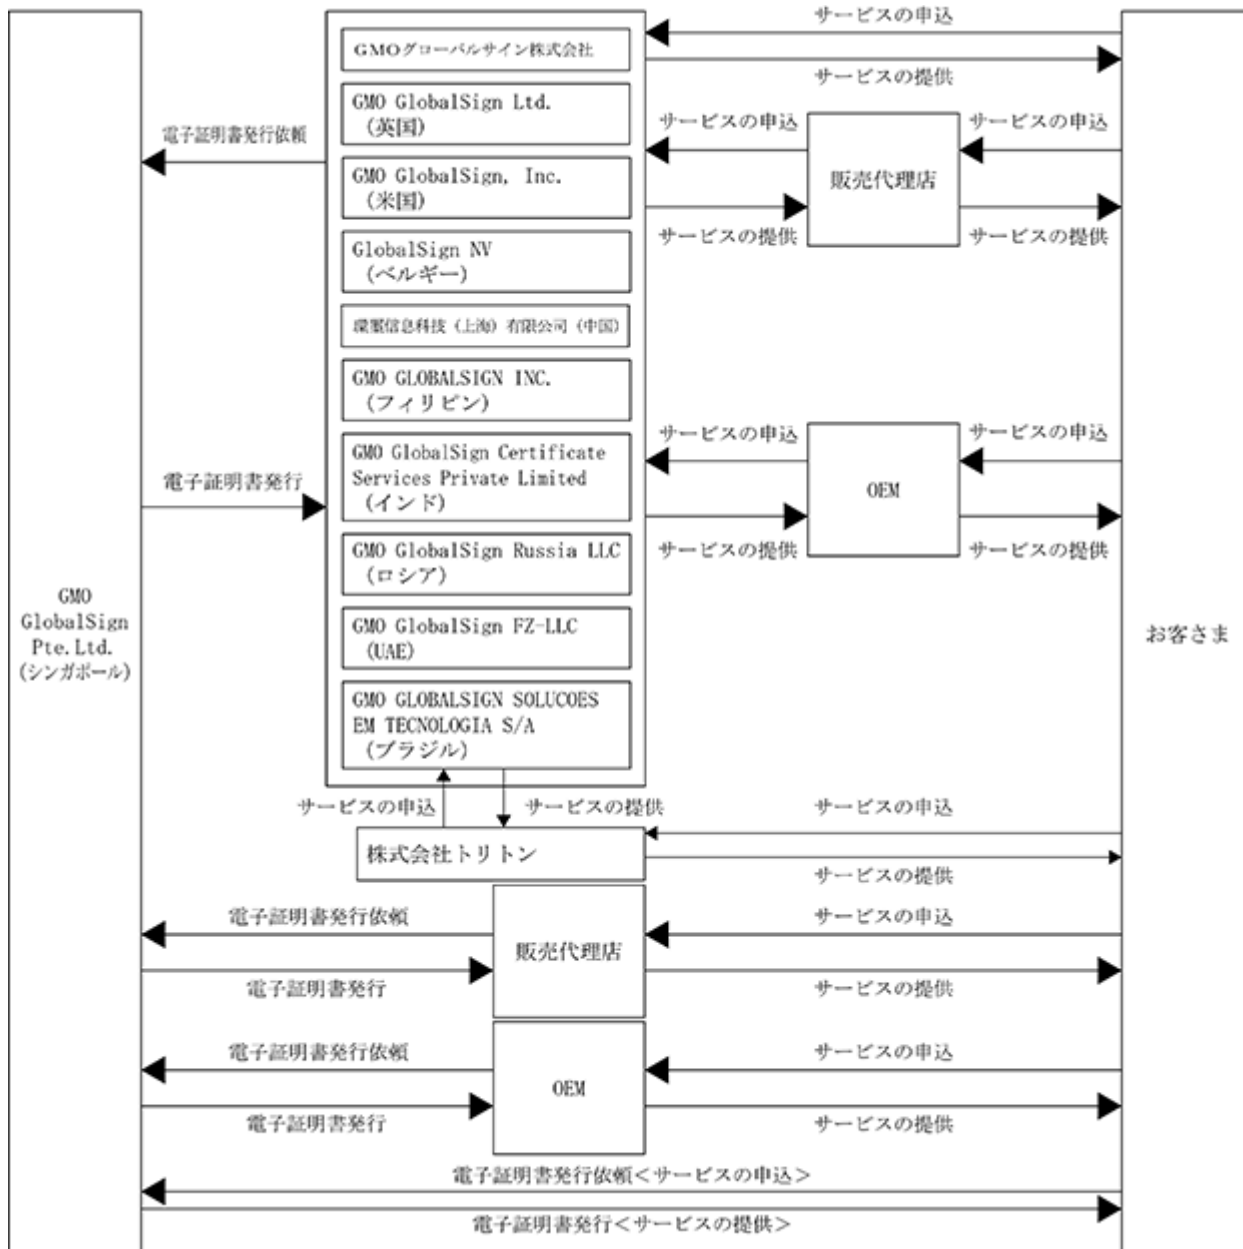 サービスの申込
GMOグローバルサイン株式会社
サービスの提供
GMO GlobalSign Ltd.
(英国)
電子証明書発行依頼
サービスの申込
サービスの申込
販売代理店
GMO GlobalSign, Inc.
(米国)
サービスの提供
サービスの提供
GlobalSign NV
(ベルギー)
環璽信息科技（上海）有限公司（中国）
GMO GLOBALSIGN INC.
(フィリピン)
サービスの申込
サービスの申込
GMO GlobalSign Certificate
Services Private Limited
(インド)
電子証明書発行
OEM
サービスの提供
サービスの提供
GMO GlobalSign Russia LLC
(ロシア)
GMO
GlobalSign
Pte.Ltd.
(シンガポール)
GMO GlobalSign FZ-LLC
(UAE)
お客さま
GMO GLOBALSIGN SOLUCOES
EM TECNOLOGIA S/A
(ブラジル)
サービスの申込
サービスの提供
サービスの申込
株式会社トリトン
サービスの提供
電子証明書発行依頼
サービスの申込
販売代理店
電子証明書発行
サービスの提供
電子証明書発行依頼
サービスの申込
OEM
電子証明書発行
サービスの提供
電子証明書発行依頼＜サービスの申込＞
電子証明書発行＜サービスの提供＞